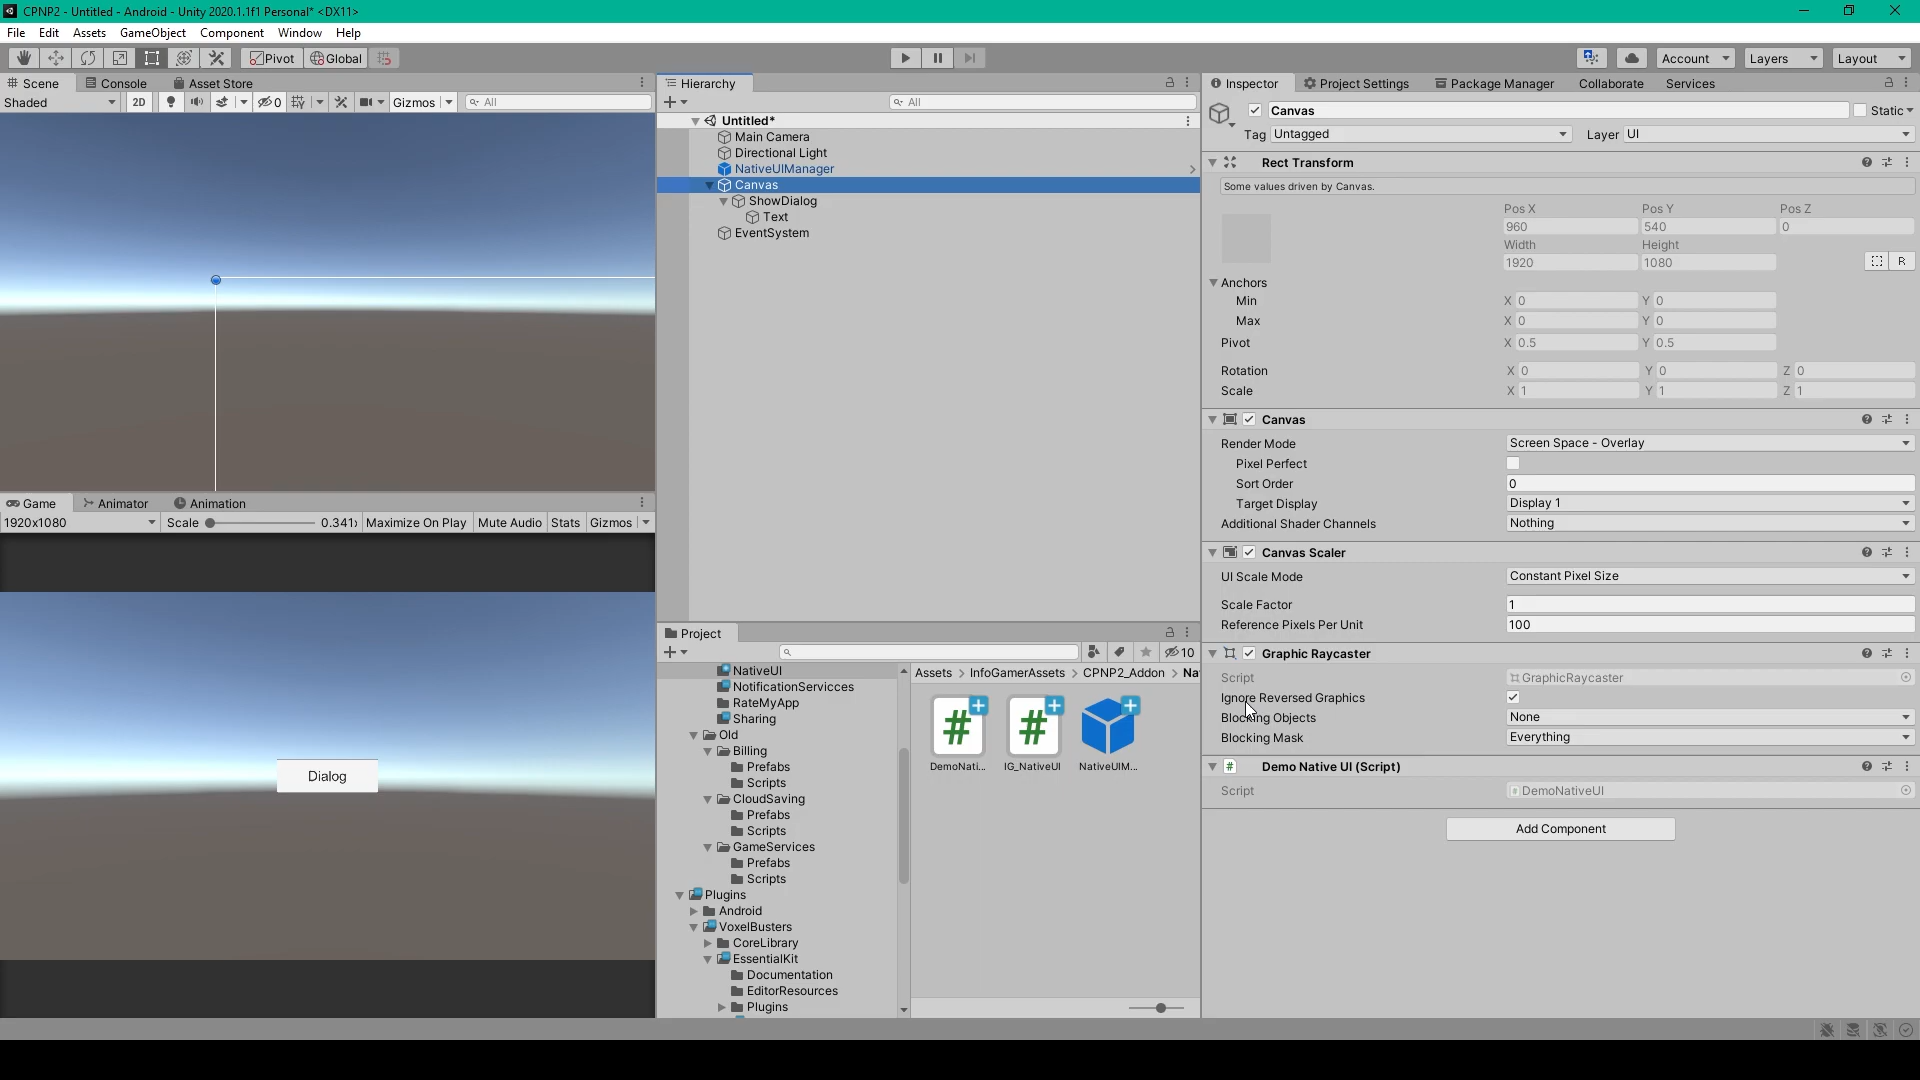 CPNP2 - Untitled - Android - Unity 2020.1.1f1 Personal* <DX11>
File Edit Assets GameObject Component Window Help
Pivot Global Account Layers Layout
Scene Console Asset Store
Shaded 2D 0 Gizmos All
Game Animator Animation
1920x1080 Scale 0.341x Maximize On Play Mute Audio Stats Gizmos
Dialog
Hierarchy
All
Untitled*
Main Camera
Directional Light
NativeUIManager
Canvas
ShowDialog
Text
EventSystem
Project
10
NativeUI
NotificationServicces
RateMyApp
Sharing
Old
Billing
Prefabs
Scripts
CloudSaving
Prefabs
Scripts
GameServices
Prefabs
Scripts
Plugins
Android
VoxelBusters
CoreLibrary
EssentialKit
Documentation
EditorResources
Plugins
Assets > InfoGamerAssets > CPNP2_Addon > Na
DemoNati... IG_NativeUI NativeUIM...
Inspector Project Settings Package Manager Collaborate Services
Canvas Static
Tag Untagged Layer UI
Rect Transform
Some values driven by Canvas.
Pos X Pos Y Pos Z
960 540 0
Width Height
1920 1080 R
Anchors
Min X 0 Y 0
Max X 0 Y 0
Pivot X 0.5 Y 0.5
Rotation X 0 Y 0 Z 0
Scale X 1 Y 1 Z 1
Canvas
Render Mode Screen Space - Overlay
Pixel Perfect
Sort Order 0
Target Display Display 1
Additional Shader Channels Nothing
Canvas Scaler
UI Scale Mode Constant Pixel Size
Scale Factor 1
Reference Pixels Per Unit 100
Graphic Raycaster
Script GraphicRaycaster
Ignore Reversed Graphics
Blocking Objects None
Blocking Mask Everything
# Demo Native UI (Script)
Script DemoNativeUI
Add Component